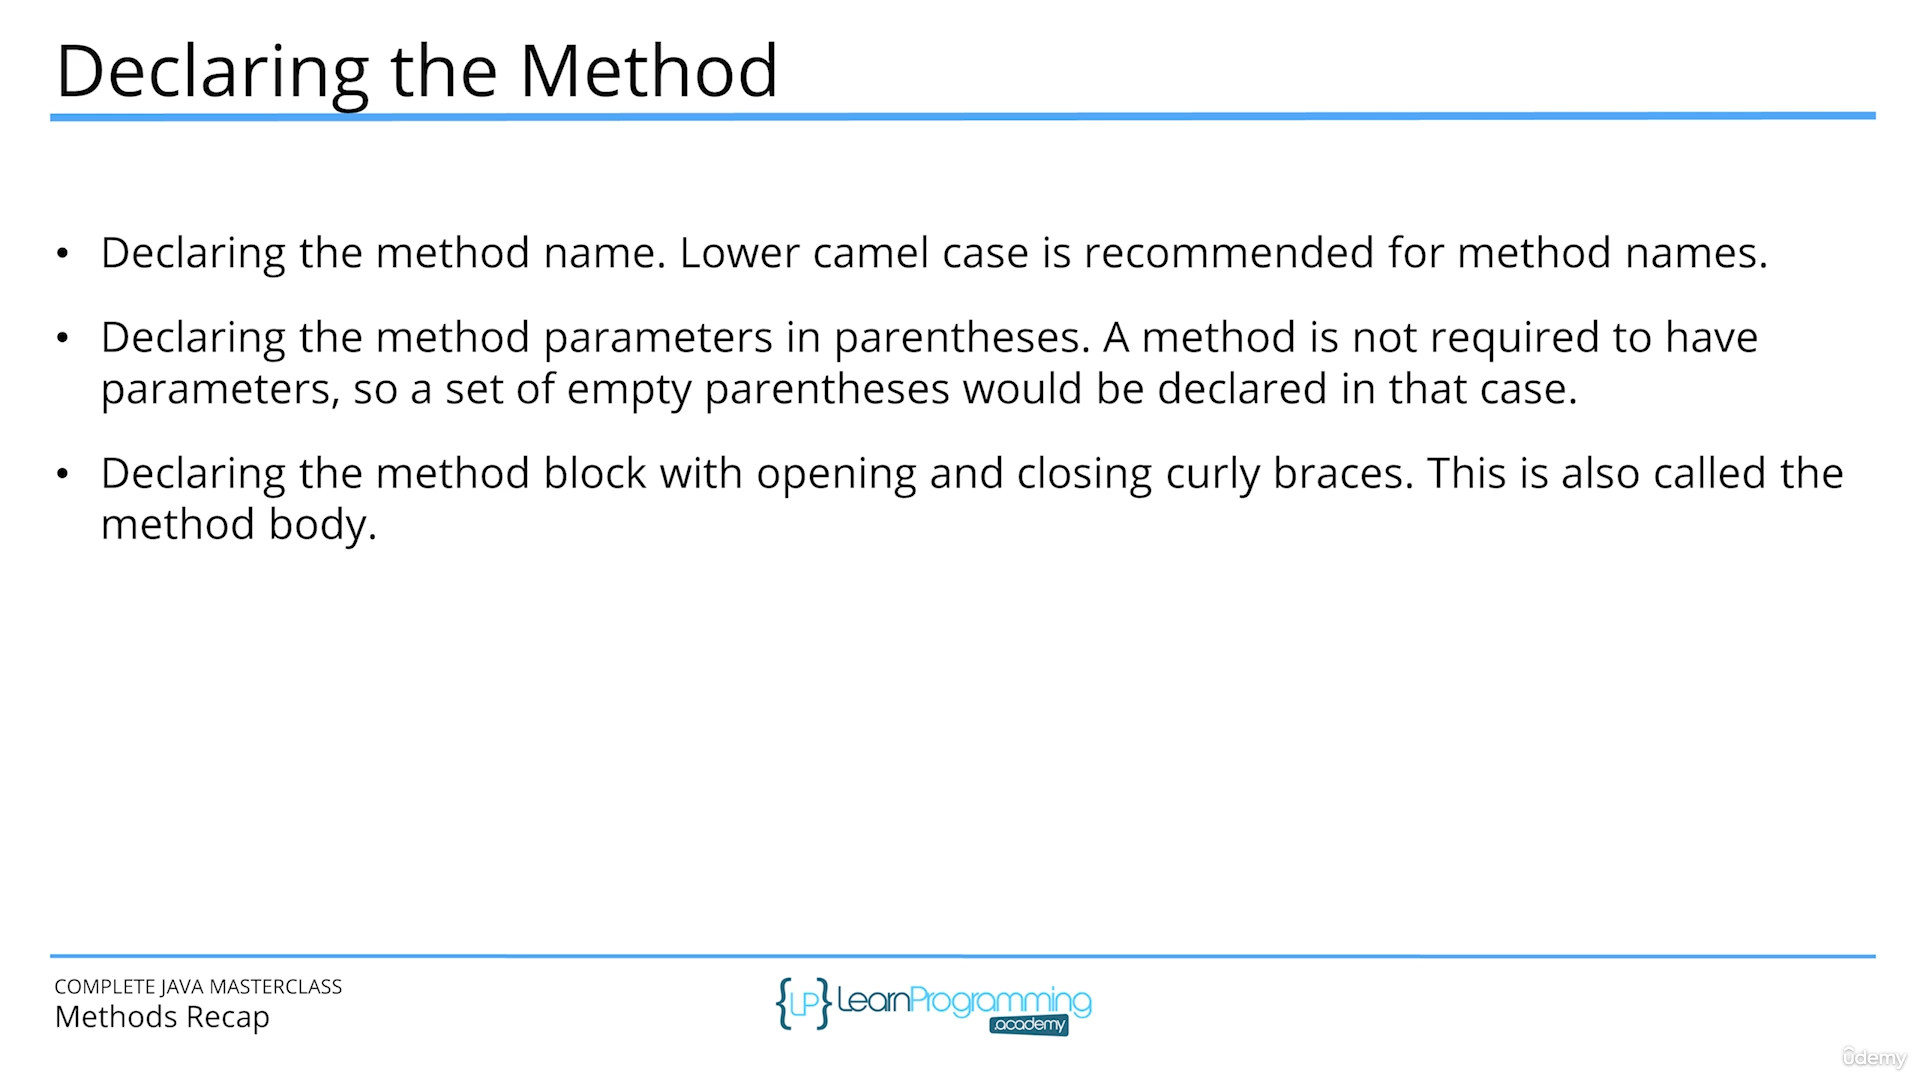 Declaring the Method
• Declaring the method name. Lower camel case is recommended for method names.
• Declaring the method parameters in parentheses. A method is not required to have
parameters, so a set of empty parentheses would be declared in that case.
• Declaring the method block with opening and closing curly braces. This is also called the
method body.
COMPLETE JAVA MASTERCLASS
Methods Recap
{LP} LearnProgramming
.academy
ûdemy